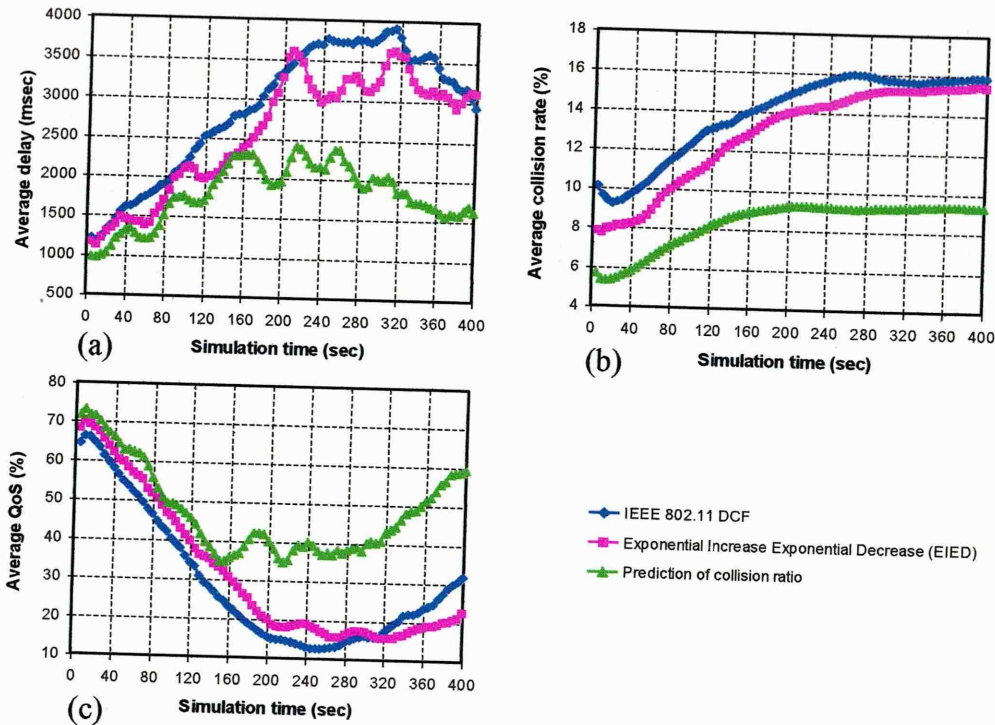 Average delay (msec)
4000
3500
3000
2500
2000
1500
1000
500
0 40 80 120 160 200 240 280 320 360 400
(a)
Simulation time (sec)
Average collision rate (%)
18
16
14
12
10
8
6
4
0 40 80 120 160 200 240 280 320 360 400
(b)
Simulation time (sec)
Average QoS (%)
80
70
60
50
40
30
20
10
0 40 80 120 160 200 240 280 320 360 400
(c)
Simulation time (sec)
IEEE 802.11 DCF
Exponential Increase Exponential Decrease (EIED)
Prediction of collision ratio